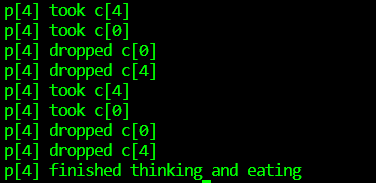 p[4] took c[4]
p[4] took c[0]
p[4] dropped c[0]
p[4] dropped c[4]
p[4] took c[4]
p[4] took c[0]
p[4] dropped c[0]
p[4] dropped c[4]
p[4] finished thinking and eating